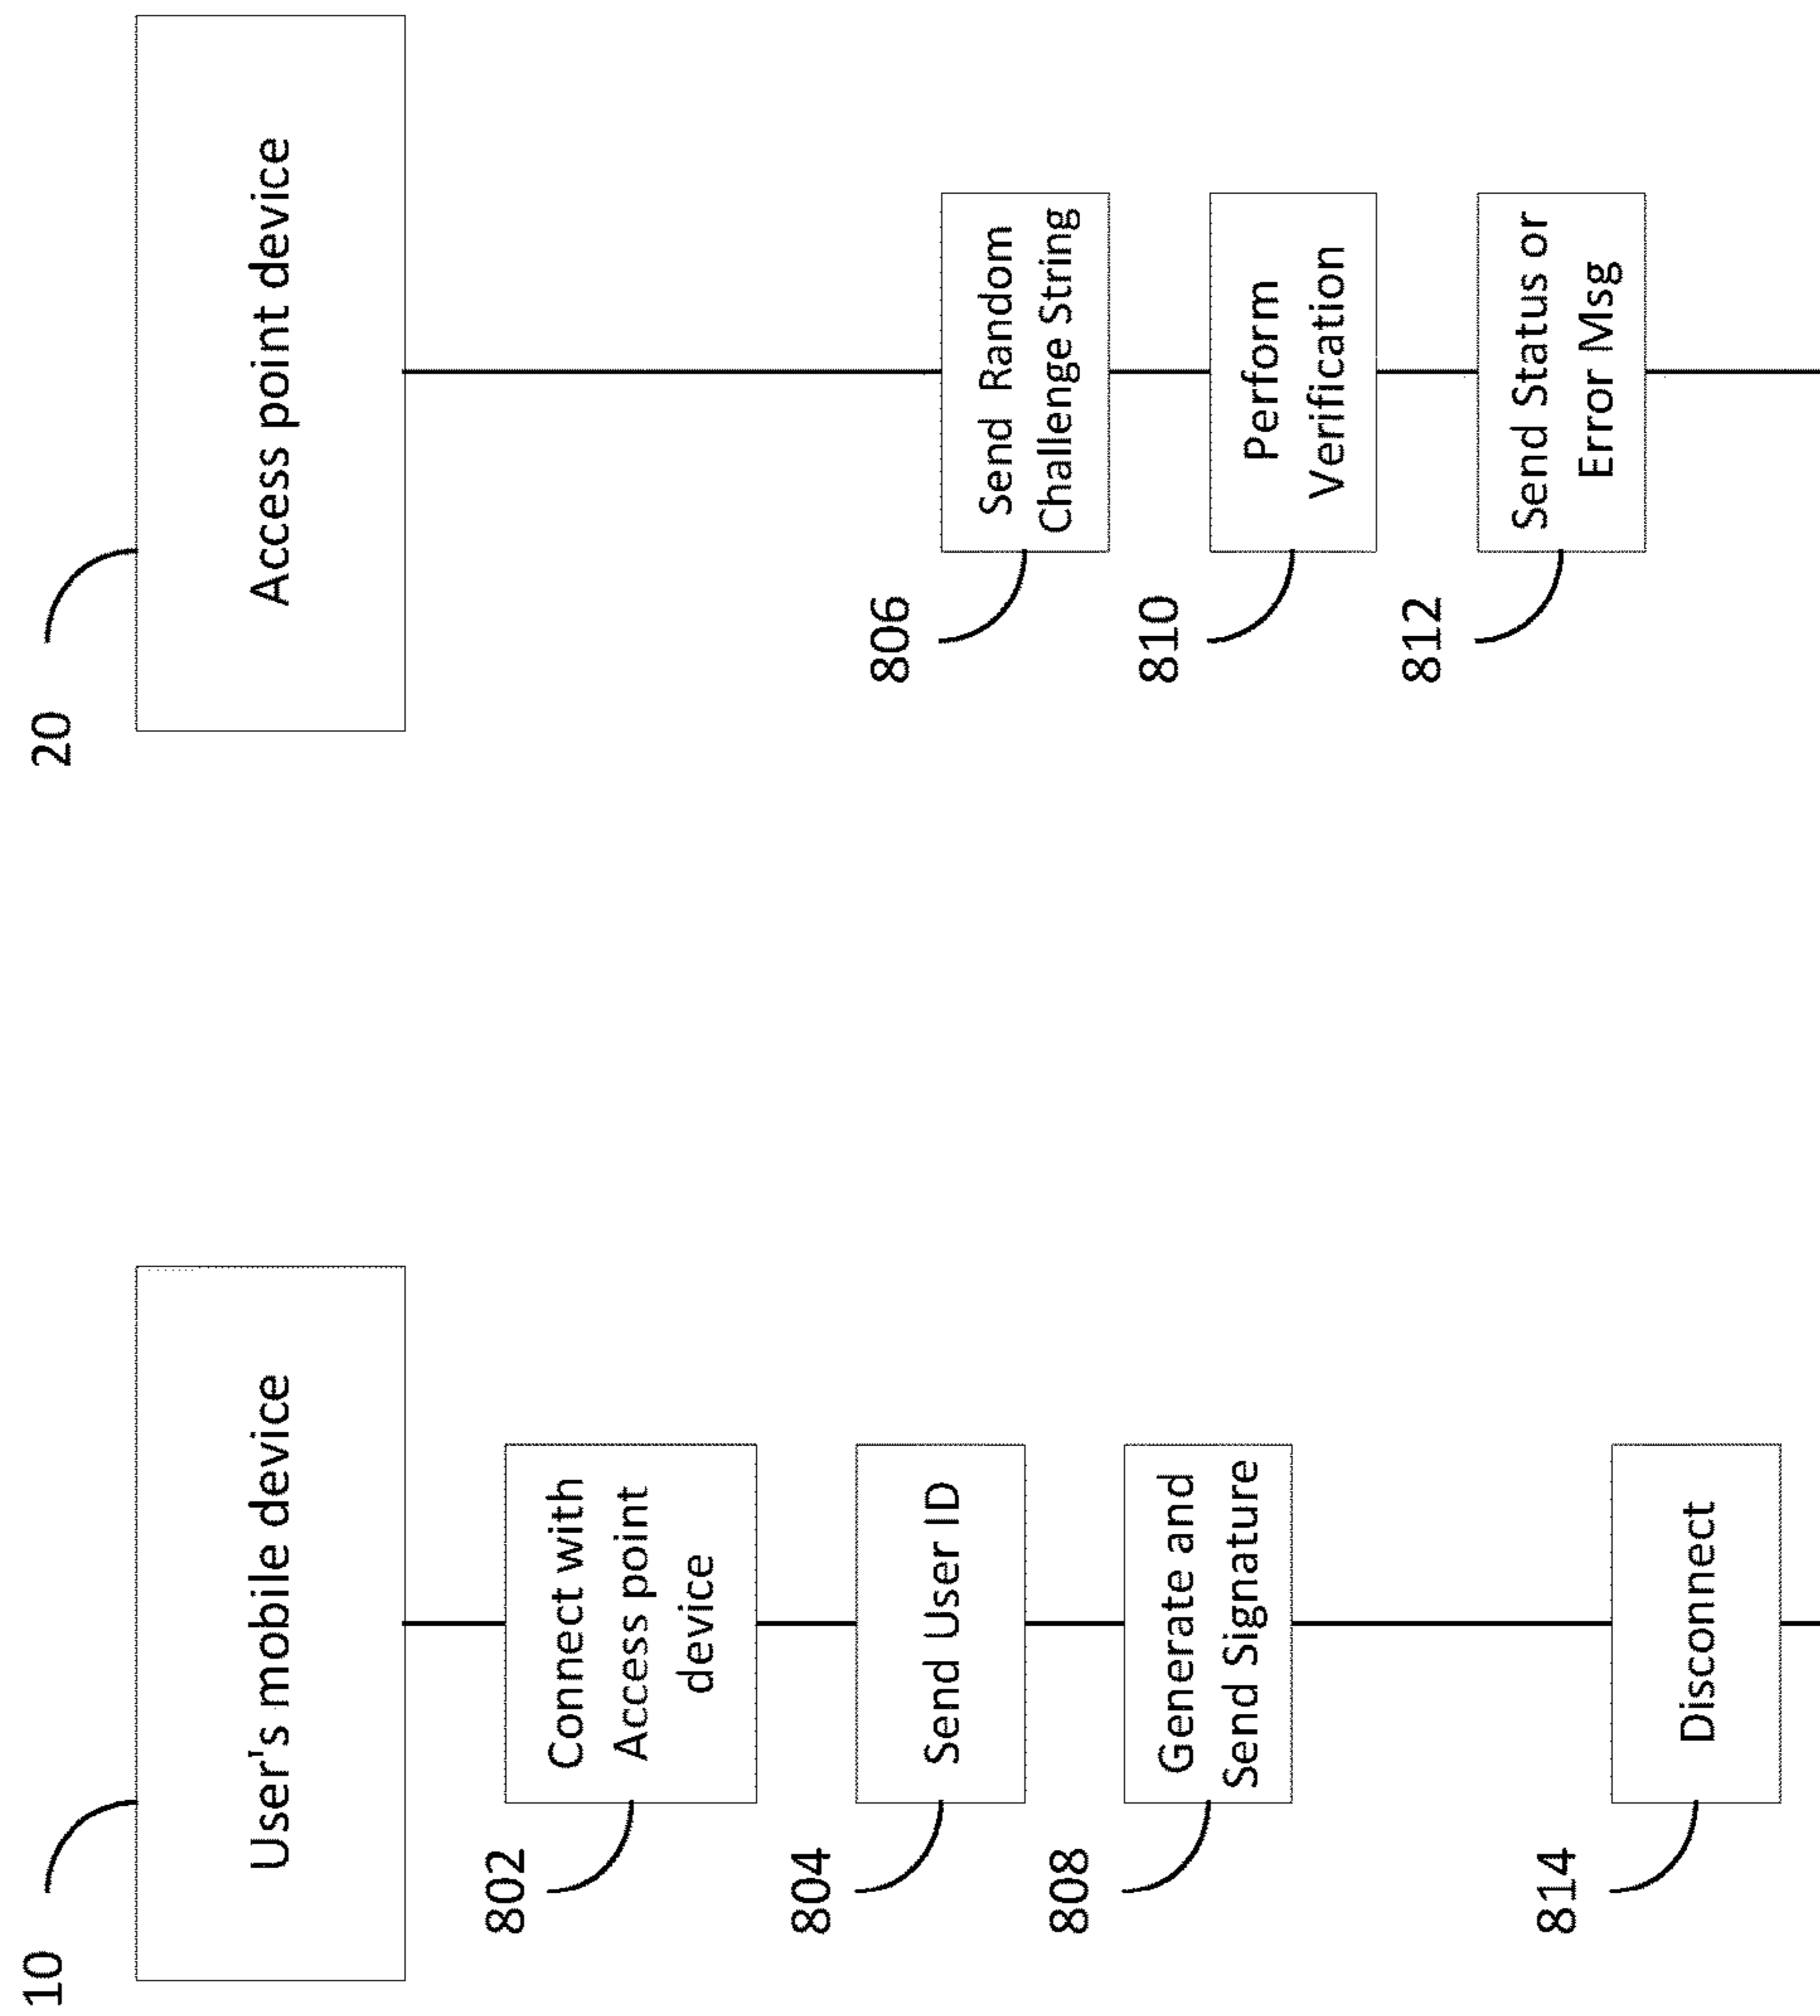 10
User's mobile device
20
Access point device
802
Connect with
Access point
device
804
Send User ID
806
Send Random
Challenge String
808
Generate and
Send Signature
810
Perform
Verification
812
Send Status or
Error Msg
814
Disconnect